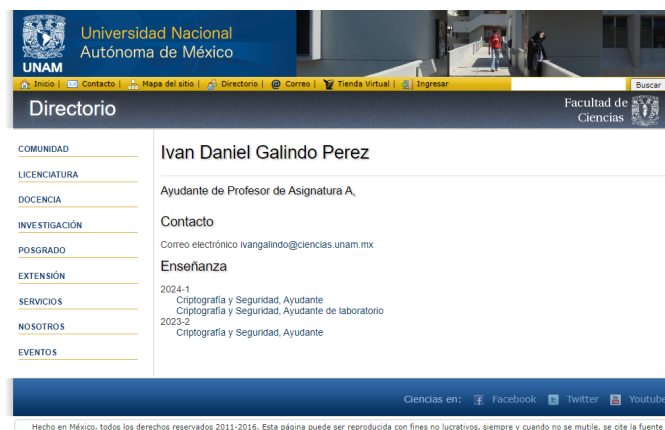 Universidad Nacional
Autónoma de México
UNAM
Inicio | Contacto | Mapa del sitio | Directorio | @ Correo | Tienda Virtual | Ingresar
Buscar
Directorio
Facultad de
Ciencias
COMUNIDAD
LICENCIATURA
DOCENCIA
INVESTIGACIÓN
POSGRADO
EXTENSIÓN
SERVICIOS
NOSOTROS
EVENTOS
Ivan Daniel Galindo Perez
Ayudante de Profesor de Asignatura A,
Contacto
Correo electrónico ivangalindo@ciencias.unam.mx
Enseñanza
2024-1
Criptografía y Seguridad, Ayudante
Criptografía y Seguridad, Ayudante de laboratorio
2023-2
Criptografía y Seguridad, Ayudante
Ciencias en: Facebook Twitter Youtube
Hecho en México, todos los derechos reservados 2011-2016. Esta página puede ser reproducida con fines no lucrativos, siempre y cuando no se mutile, se cite la fuente